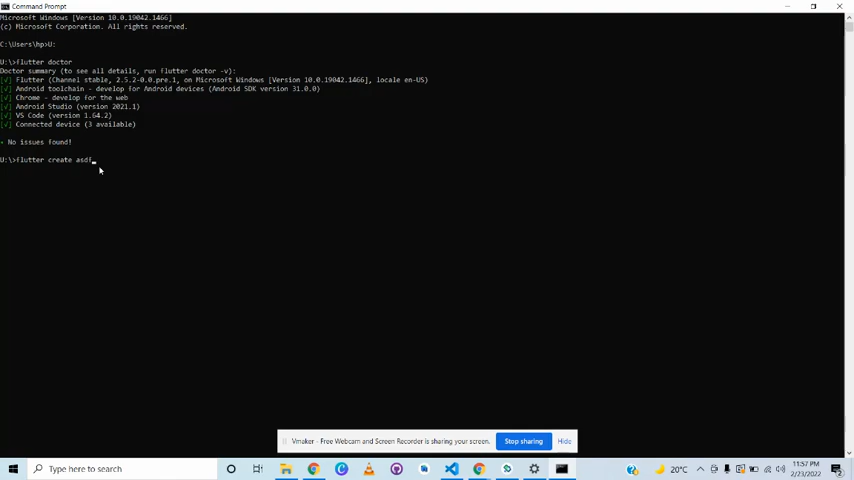 Command Prompt
Microsoft Windows [Version 10.0.19042.1466]
(c) Microsoft Corporation. All rights reserved.
C:\Users\hp>U:
U:\>flutter doctor
Doctor summary (to see all details, run flutter doctor -v):
[√] Flutter (Channel stable, 2.5.2-0.0.pre.1, on Microsoft Windows [Version 10.0.19042.1466], locale en-US)
[√] Android toolchain - develop for Android devices (Android SDK version 31.0.0)
[√] Chrome - develop for the web
[√] Android Studio (version 2021.1)
[√] VS Code (version 1.64.2)
[√] Connected device (3 available)
• No issues found!
U:\>flutter create asdf_
Vmaker - Free Webcam and Screen Recorder is sharing your screen.
Stop sharing
Hide
Type here to search
20°C
11:57 PM
2/23/2022
2